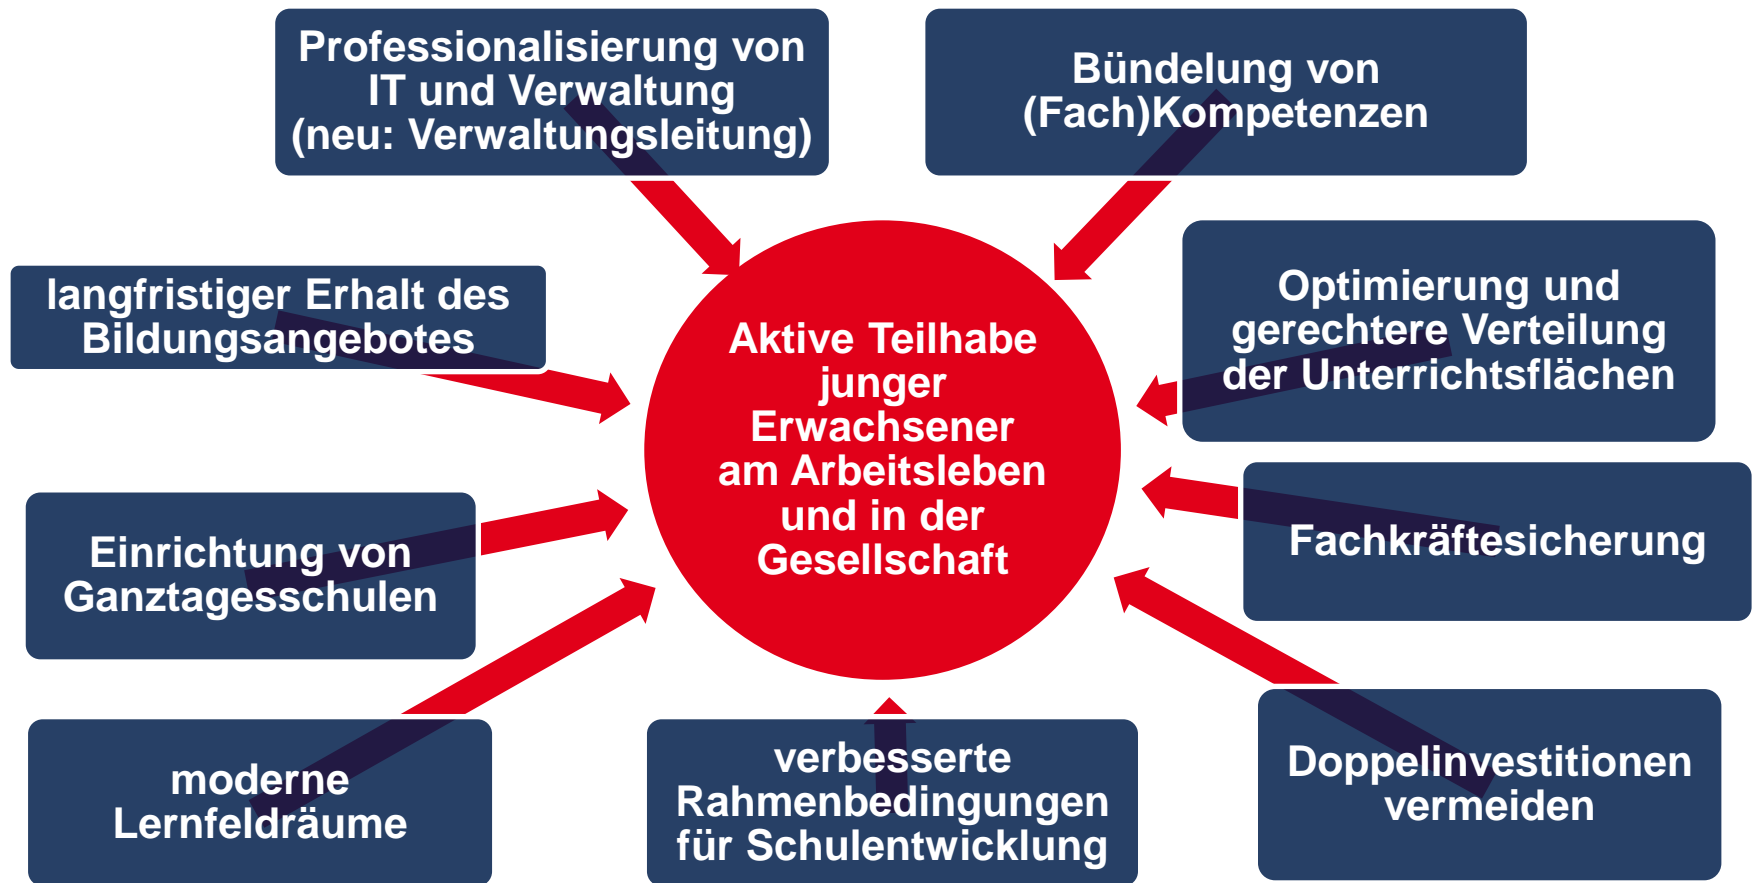 Professionalisierung von
IT und Verwaltung
(neu: Verwaltungsleitung)
Bündelung von
(Fach)Kompetenzen
langfristiger Erhalt des
Bildungsangebotes
Aktive Teilhabe
junger
Erwachsener
am Arbeitsleben
und in der
Gesellschaft
Optimierung und
gerechtere Verteilung
der Unterrichtsflächen
Einrichtung von
Ganztagesschulen
Fachkräftesicherung
moderne
Lernfeldräume
verbesserte
Rahmenbedingungen
für Schulentwicklung
Doppelinvestitionen
vermeiden